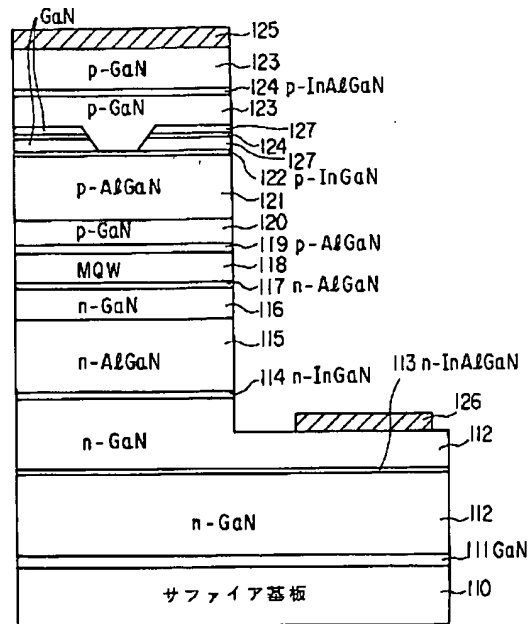 GaN
125
p-GaN
123
124 p-InAlGaN
p-GaN
123
127
124
127
122 p-InGaN
p-AlGaN
121
p-GaN
120
119 p-AlGaN
MQW
118
117 n-AlGaN
n-GaN
116
115
n-AlGaN
114 n-InGaN
113 n-InAlGaN
126
n-GaN
112
n-GaN
112
111 GaN
サファイア基板
110